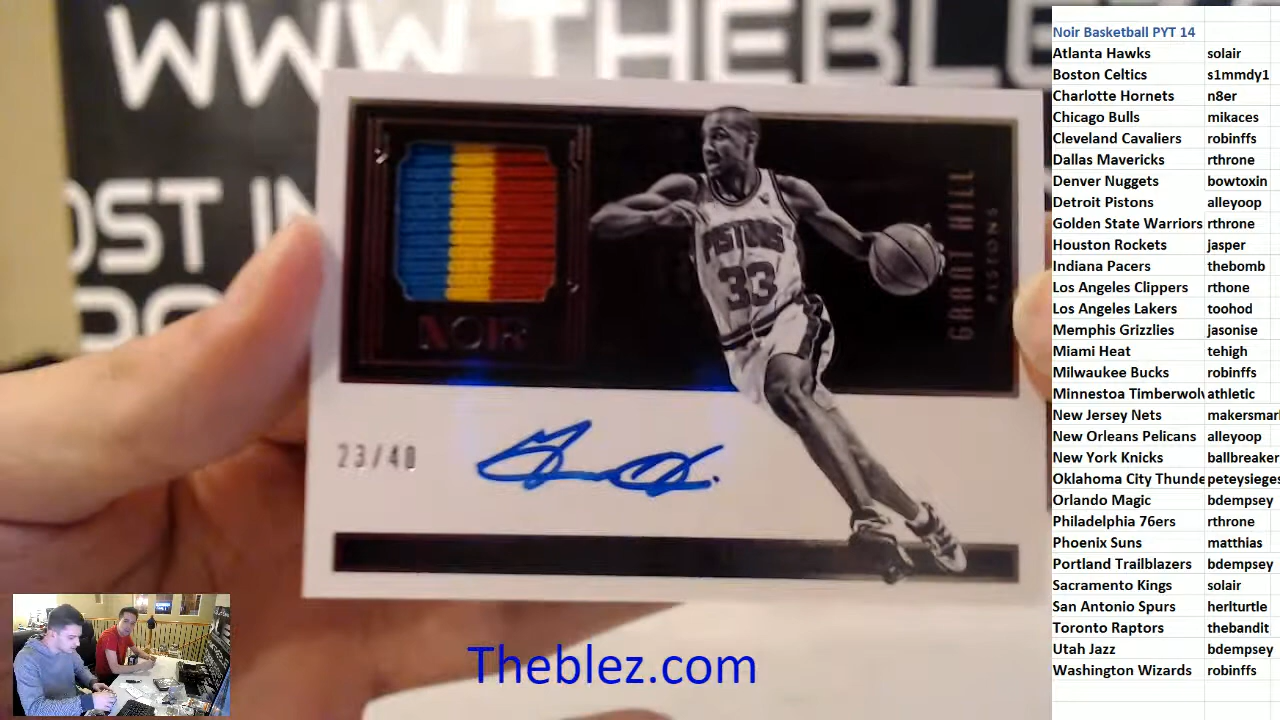 WWW.THEBLE
OST IN
NOIR
PISTONS
33
GRANT HILL
PISTONS
23/40
Theblez.com
Noir Basketball PYT 14
Atlanta Hawks solair
Boston Celtics s1mmdy1
Charlotte Hornets n8er
Chicago Bulls mikaces
Cleveland Cavaliers robinffs
Dallas Mavericks rthrone
Denver Nuggets bowtoxin
Detroit Pistons alleyoop
Golden State Warriors rthrone
Houston Rockets jasper
Indiana Pacers thebomb
Los Angeles Clippers rthone
Los Angeles Lakers toohod
Memphis Grizzlies jasonise
Miami Heat tehigh
Milwaukee Bucks robinffs
Minnestoa Timberwolv athletic
New Jersey Nets makersmar
New Orleans Pelicans alleyoop
New York Knicks ballbreaker
Oklahoma City Thunde peteysieges
Orlando Magic bdempsey
Philadelphia 76ers rthrone
Phoenix Suns matthias
Portland Trailblazers bdempsey
Sacramento Kings solair
San Antonio Spurs herlturtle
Toronto Raptors thebandit
Utah Jazz bdempsey
Washington Wizards robinffs